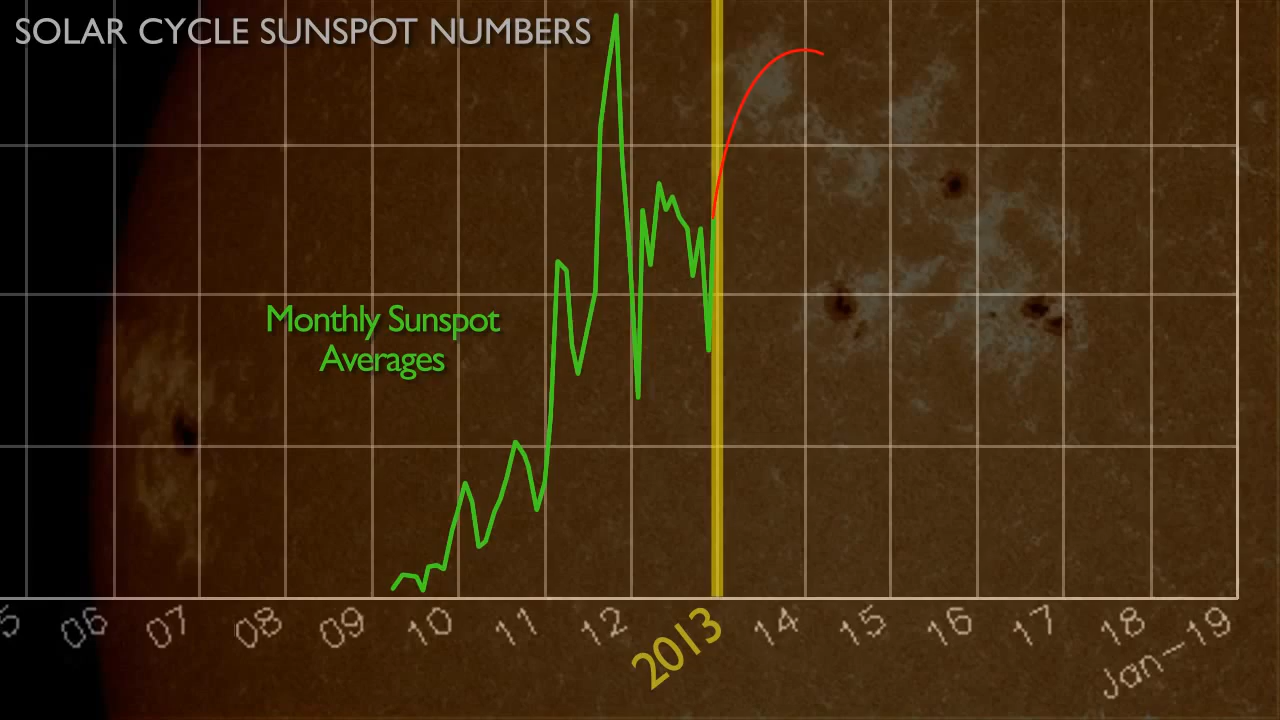 SOLAR CYCLE SUNSPOT NUMBERS
Monthly Sunspot
Averages
5 06 07 08 09 10 11 12 2013 14 15 16 17 18 Jan-19